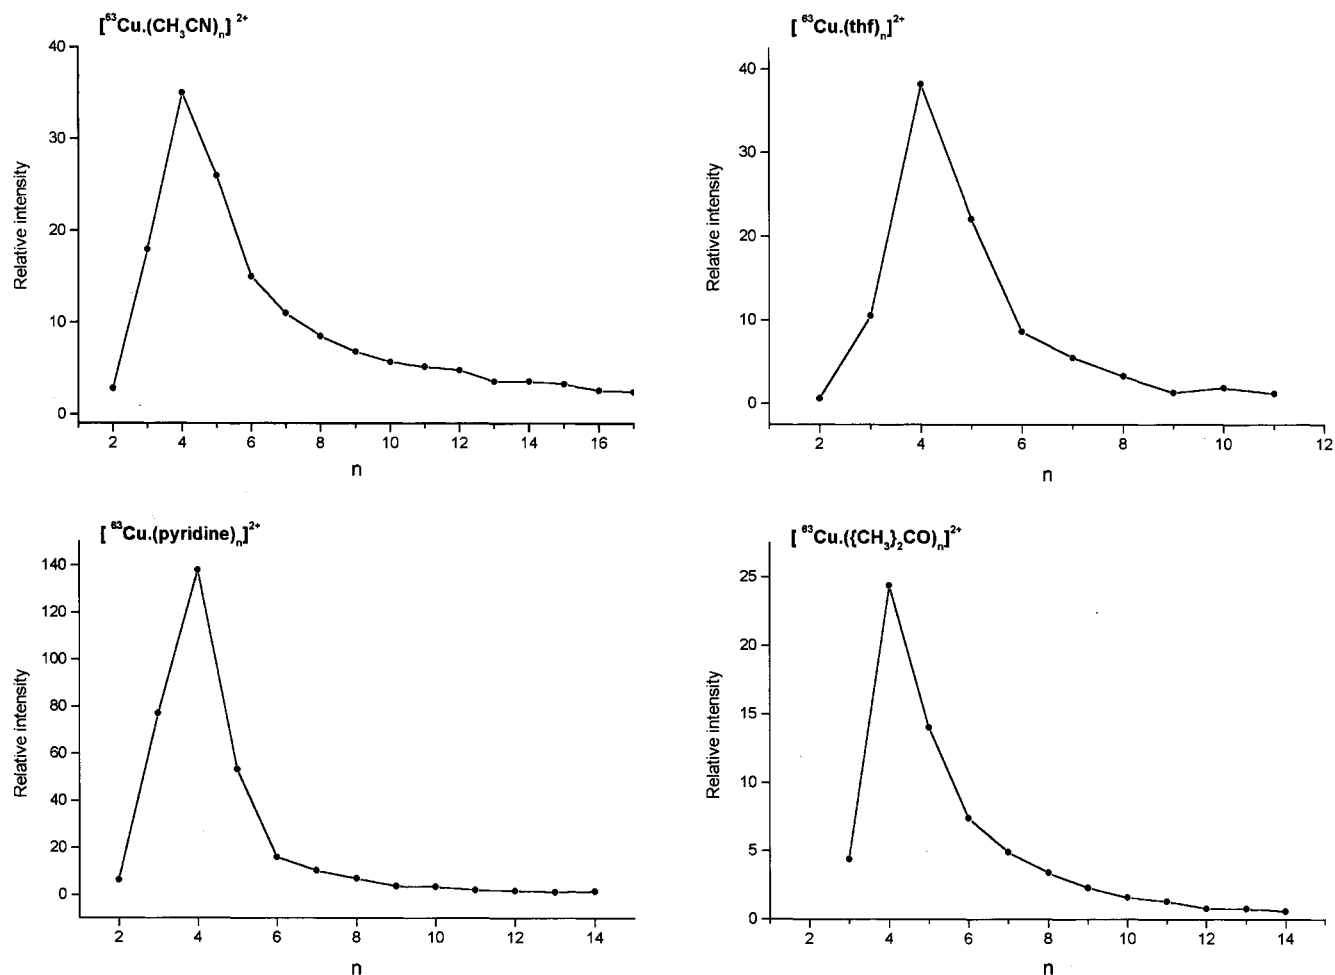 [⁶³Cu.(CH₃CN)ₙ]²⁺
40
30
20
10
0
Relative intensity
2 4 6 8 10 12 14 16
n
[⁶³Cu.(thf)ₙ]²⁺
40
30
20
10
0
Relative intensity
2 4 6 8 10 12
n
[⁶³Cu.(pyridine)ₙ]²⁺
140
120
100
80
60
40
20
0
Relative intensity
2 4 6 8 10 12 14
n
[⁶³Cu.({CH₃}₂CO)ₙ]²⁺
25
20
15
10
5
0
Relative intensity
2 4 6 8 10 12 14
n